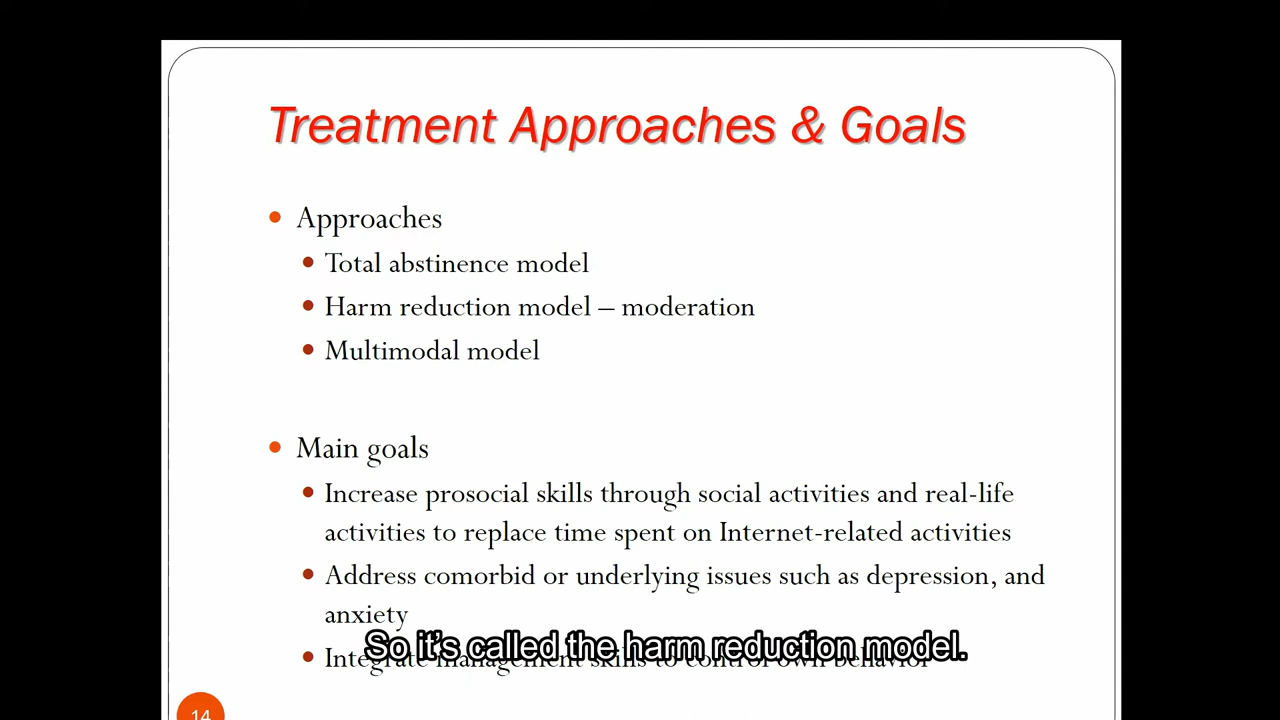 Treatment Approaches & Goals
Approaches
Total abstinence model
Harm reduction model – moderation
Multimodal model
Main goals
Increase prosocial skills through social activities and real-life
activities to replace time spent on Internet-related activities
Address comorbid or underlying issues such as depression, and
anxiety
Integrate management skills to control own behavior
So it's called the harm reduction model.
14